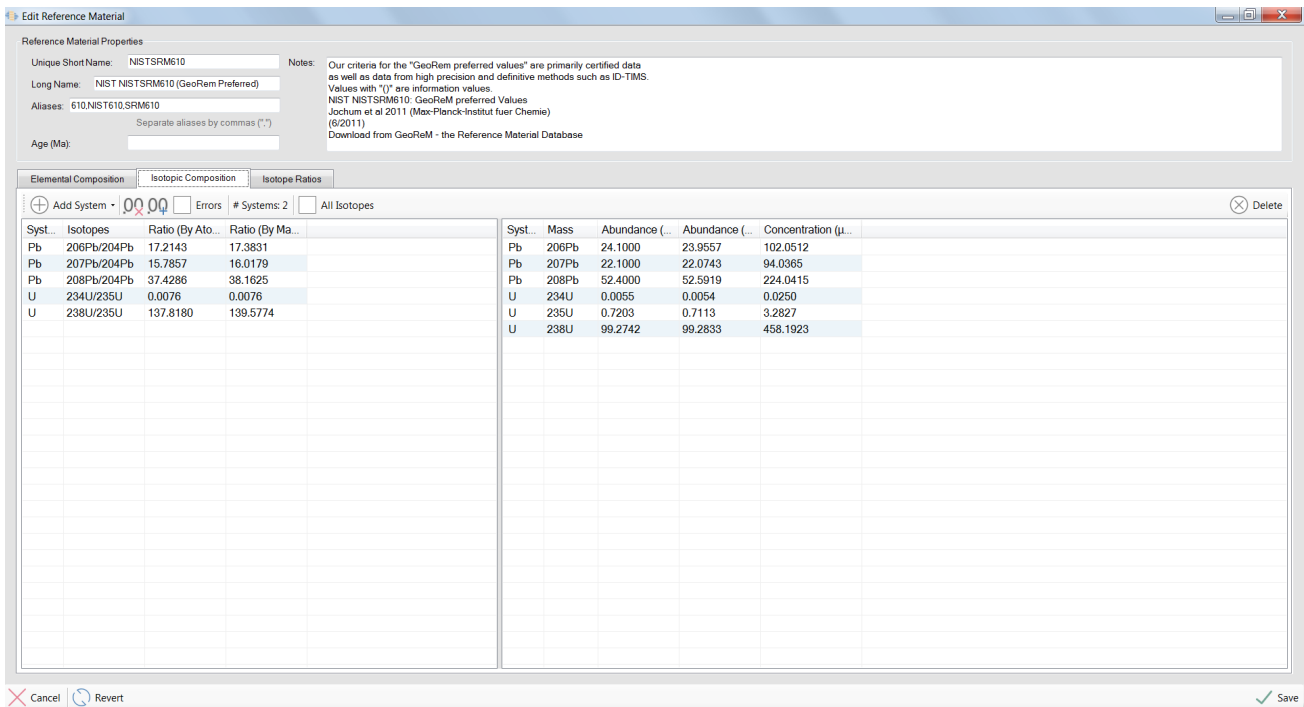 Edit Reference Material
Reference Material Properties
Unique Short Name: NISTSRM610
Long Name: NIST NISTSRM610 (GeoRem Preferred)
Aliases: 610,NIST610,SRM610
Separate aliases by commas (",")
Age (Ma):
Notes:
Our criteria for the "GeoRem preferred values" are primarily certified data
as well as data from high precision and definitive methods such as ID-TIMS.
Values with "()" are information values.
NIST NISTSRM610: GeoReM preferred Values
Jochum et al 2011 (Max-Planck-Institut fuer Chemie)
(6/2011)
Download from GeoReM - the Reference Material Database
Elemental Composition Isotopic Composition Isotope Ratios
Add System .00 .00 Errors # Systems: 2 All Isotopes Delete
Syst... Isotopes Ratio (By Ato... Ratio (By Ma...
Pb 206Pb/204Pb 17.2143 17.3831
Pb 207Pb/204Pb 15.7857 16.0179
Pb 208Pb/204Pb 37.4286 38.1625
U 234U/235U 0.0076 0.0076
U 238U/235U 137.8180 139.5774
Syst... Mass Abundance (... Abundance (... Concentration (µ...
Pb 206Pb 24.1000 23.9557 102.0512
Pb 207Pb 22.1000 22.0743 94.0365
Pb 208Pb 52.4000 52.5919 224.0415
U 234U 0.0055 0.0054 0.0250
U 235U 0.7203 0.7113 3.2827
U 238U 99.2742 99.2833 458.1923
Cancel Revert Save